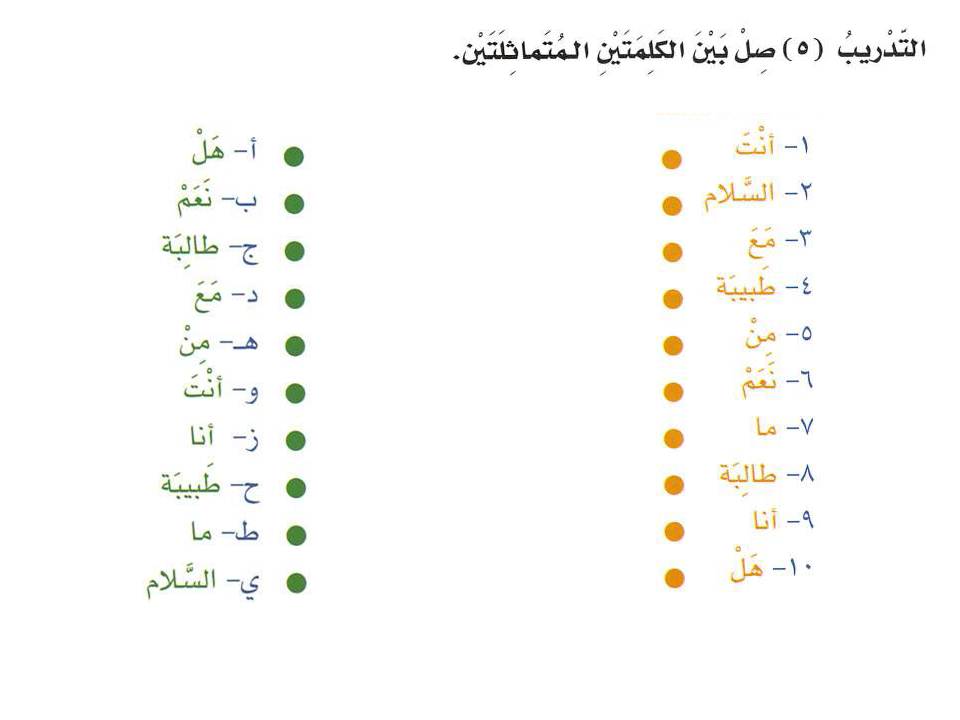 التّدْريبُ (٥) صِلْ بَيْنَ الكَلِمَتَيْنِ المُتَماثِلَتَيْن.
١- أنْتَ
٢- السَّلام
٣- مَعَ
٤- طَبيبَة
٥- مِنْ
٦- نَعَمْ
٧- ما
٨- طالِبَة
٩- أنا
١٠- هَلْ
أ- هَلْ
ب- نَعَمْ
ج- طالِبَة
د- مَعَ
هـ- مِنْ
و- أنْتَ
ز- أنا
ح- طَبيبَة
ط- ما
ي- السَّلام